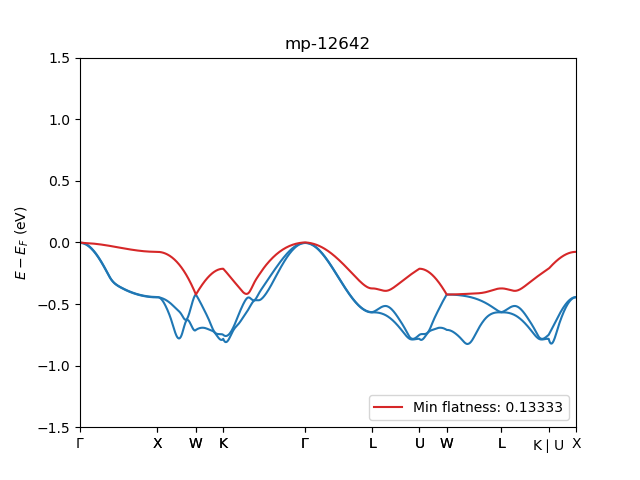 mp-12642
E − E_F (eV)
1.5
1.0
0.5
0.0
−0.5
−1.0
−1.5
Min flatness: 0.13333
Γ X W K Γ L U W L K | U X